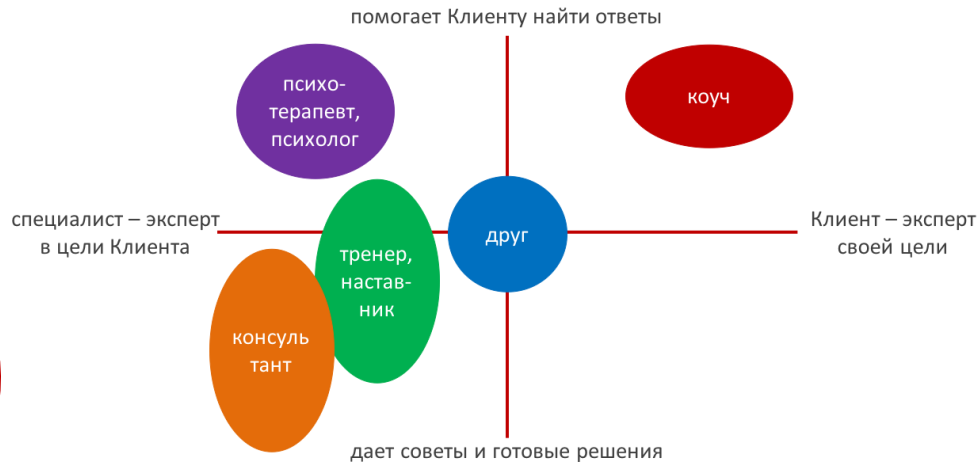 помогает Клиенту найти ответы
психо-
терапевт,
психолог
коуч
специалист – эксперт
в цели Клиента
друг
Клиент – эксперт
своей цели
тренер,
настав-
ник
консуль
тант
дает советы и готовые решения